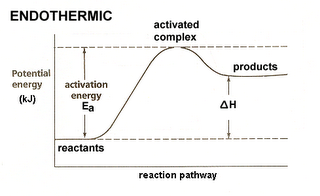 ENDOTHERMIC
activated
complex
products
Potential
energy
(kJ)
activation
energy
Ea
ΔH
reactants
reaction pathway